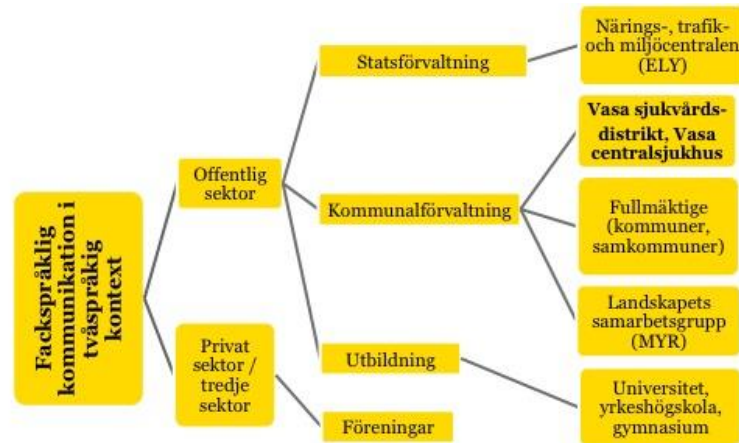 Fackspråklig
kommunikation i
tvåspråkig
kontext
Offentlig
sektor
Privat
sektor /
tredje
sektor
Statsförvaltning
Kommunalförvaltning
Utbildning
Föreningar
Närings-, trafik-
och miljöcentralen
(ELY)
Vasa sjukvårds-
distrikt, Vasa
centralsjukhus
Fullmäktige
(kommuner,
samkommuner)
Landskapets
samarbetsgrupp
(MYR)
Universitet,
yrkeshögskola,
gymnasium